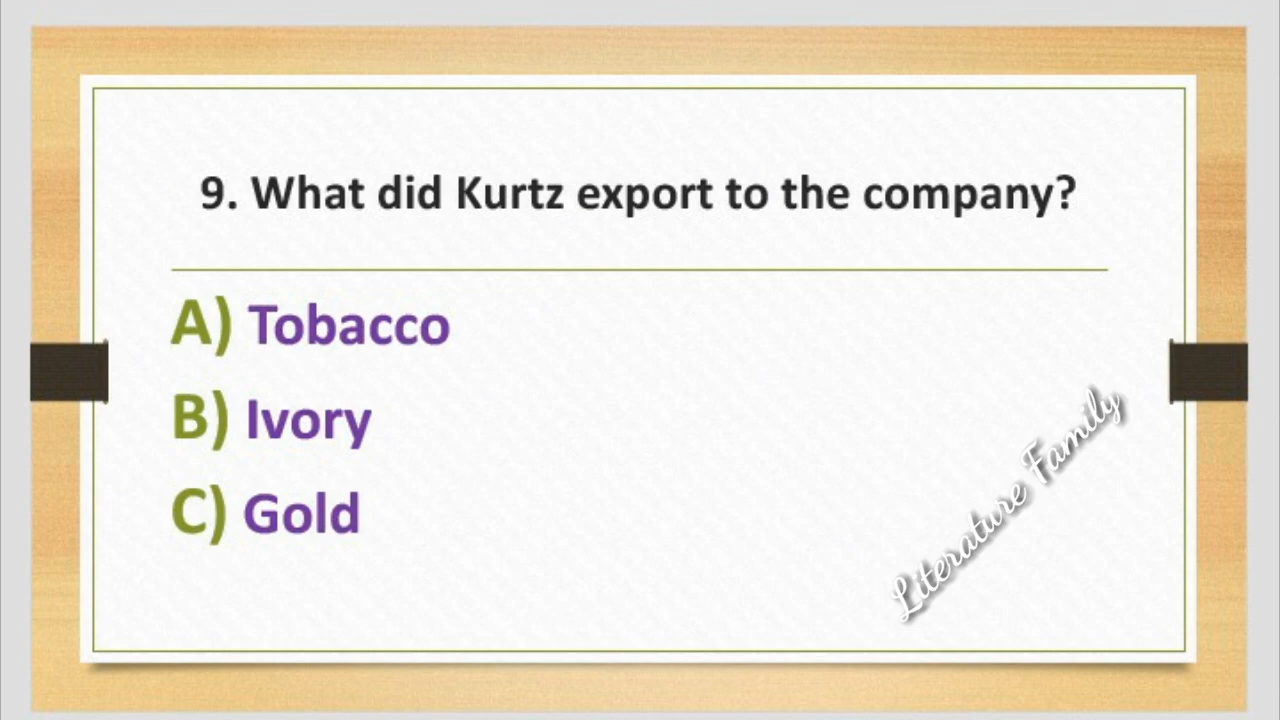 9. What did Kurtz export to the company?
A) Tobacco
B) Ivory
C) Gold
Literature Family